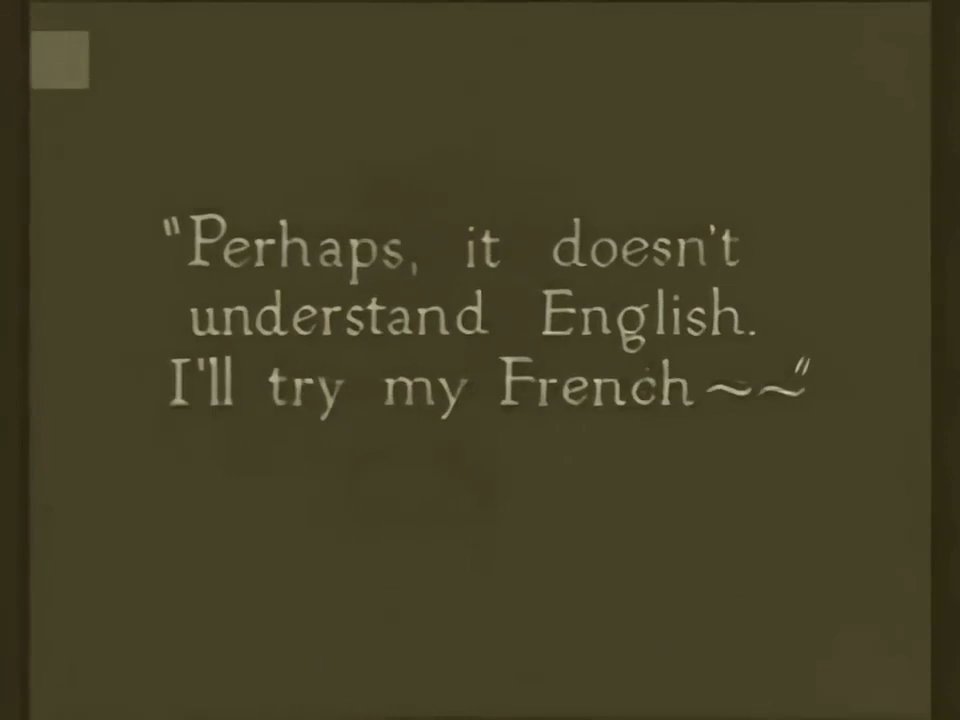 "Perhaps, it doesn't
understand English.
I'll try my French~~"